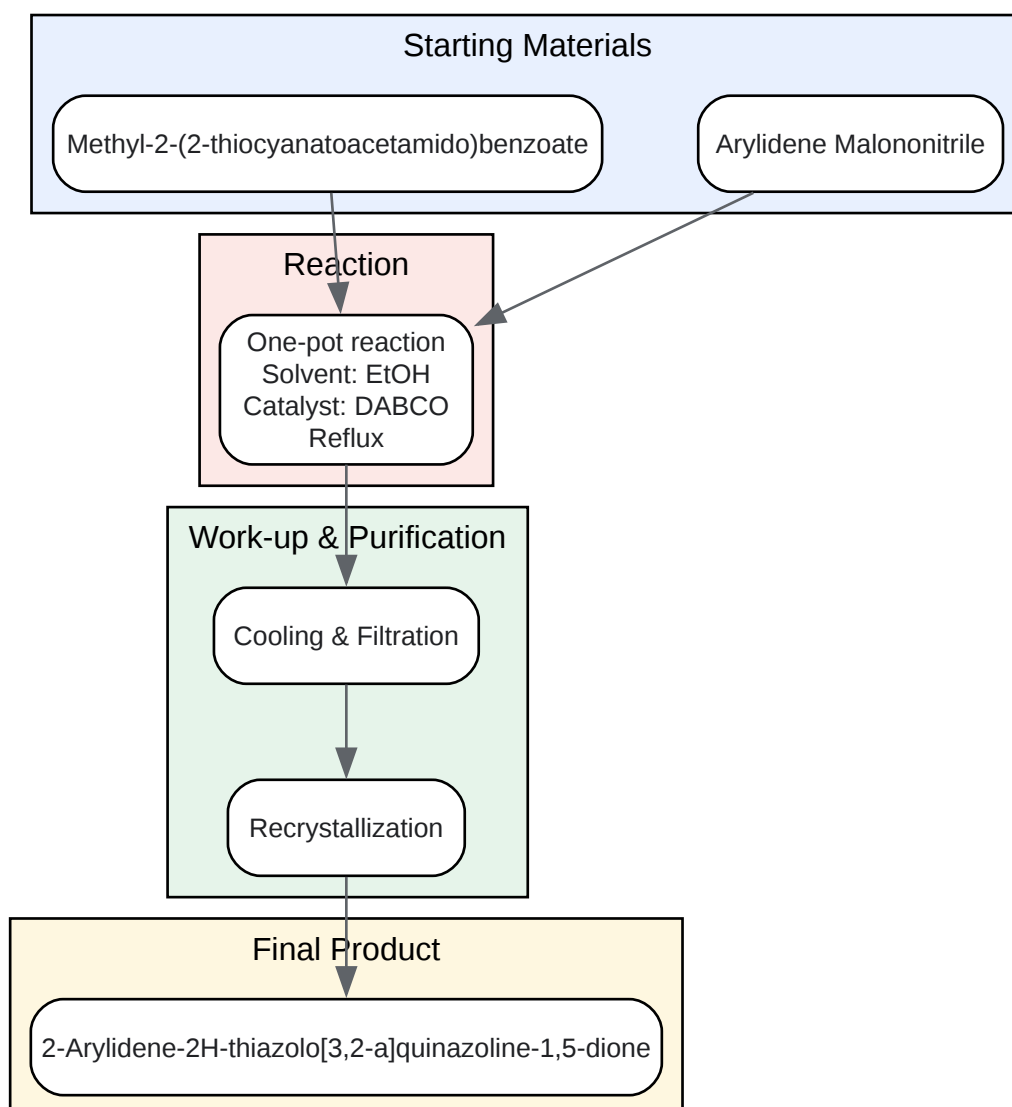 Starting Materials
Methyl-2-(2-thiocyanatoacetamido)benzoate
Arylidene Malononitrile
Reaction
One-pot reaction
Solvent: EtOH
Catalyst: DABCO
Reflux
Work-up & Purification
Cooling & Filtration
Recrystallization
Final Product
2-Arylidene-2H-thiazolo[3,2-a]quinazoline-1,5-dione